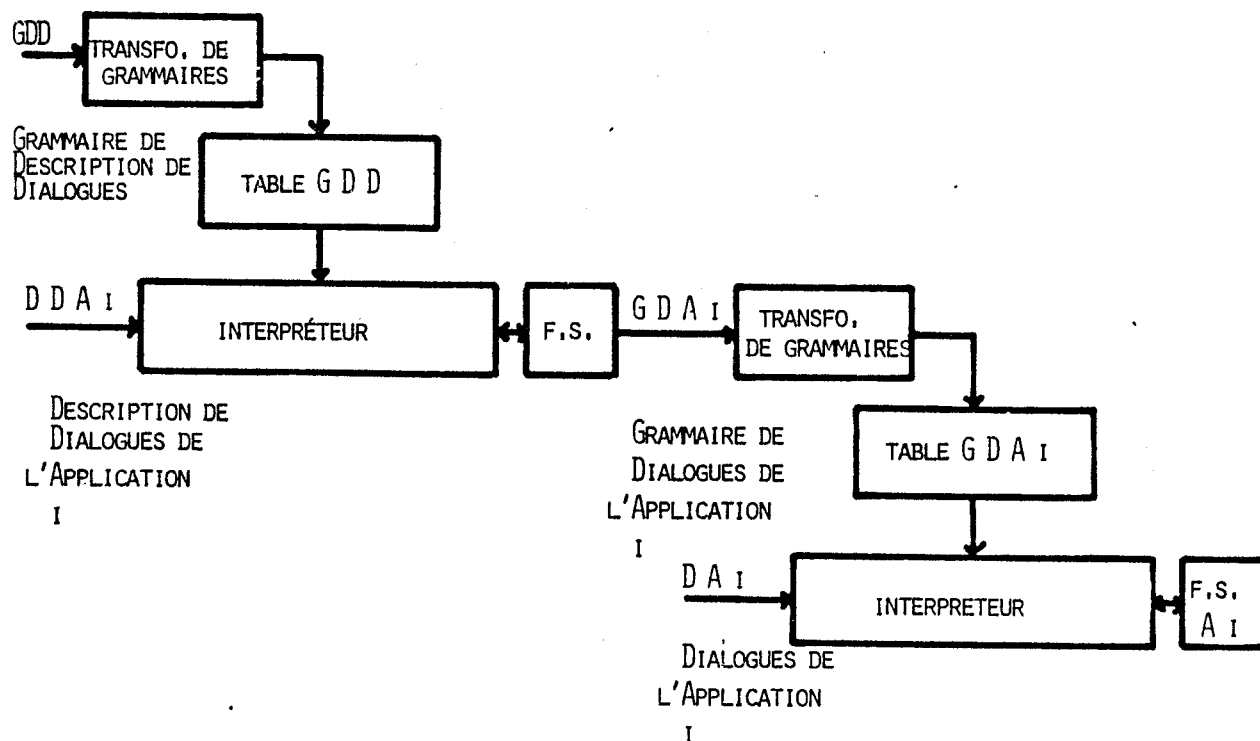 GDD
TRANSFO. DE
GRAMMAIRES
GRAMMAIRE DE
DESCRIPTION DE
DIALOGUES
TABLE G D D
D D A I
INTERPRÉTEUR
F.S.
G D A I
TRANSFO.
DE GRAMMAIRES
DESCRIPTION DE
DIALOGUES DE
L'APPLICATION
I
GRAMMAIRE DE
DIALOGUES DE
L'APPLICATION
I
TABLE G D A I
D A I
INTERPRETEUR
F.S.
A I
DIALOGUES DE
L'APPLICATION
I